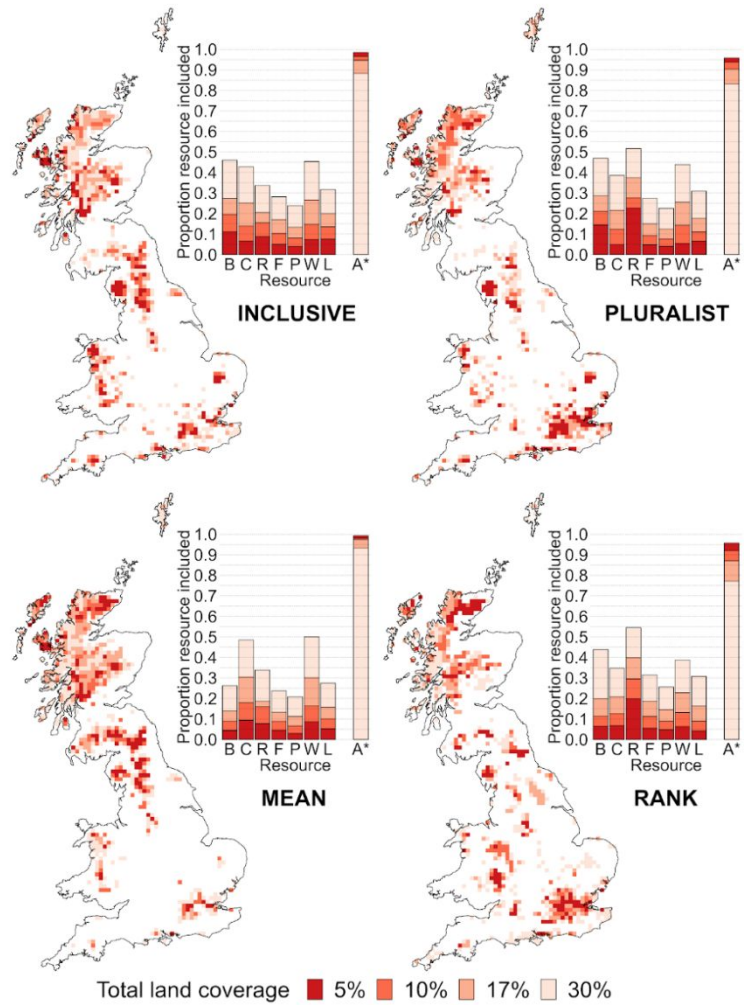 Proportion resource included
1.0
0.9
0.8
0.7
0.6
0.5
0.4
0.3
0.2
0.1
0.0
B C R F P W L A*
Resource
INCLUSIVE
Proportion resource included
1.0
0.9
0.8
0.7
0.6
0.5
0.4
0.3
0.2
0.1
0.0
B C R F P W L A*
Resource
PLURALIST
Proportion resource included
1.0
0.9
0.8
0.7
0.6
0.5
0.4
0.3
0.2
0.1
0.0
B C R F P W L A*
Resource
MEAN
Proportion resource included
1.0
0.9
0.8
0.7
0.6
0.5
0.4
0.3
0.2
0.1
0.0
B C R F P W L A*
Resource
RANK
Total land coverage 5% 10% 17% 30%